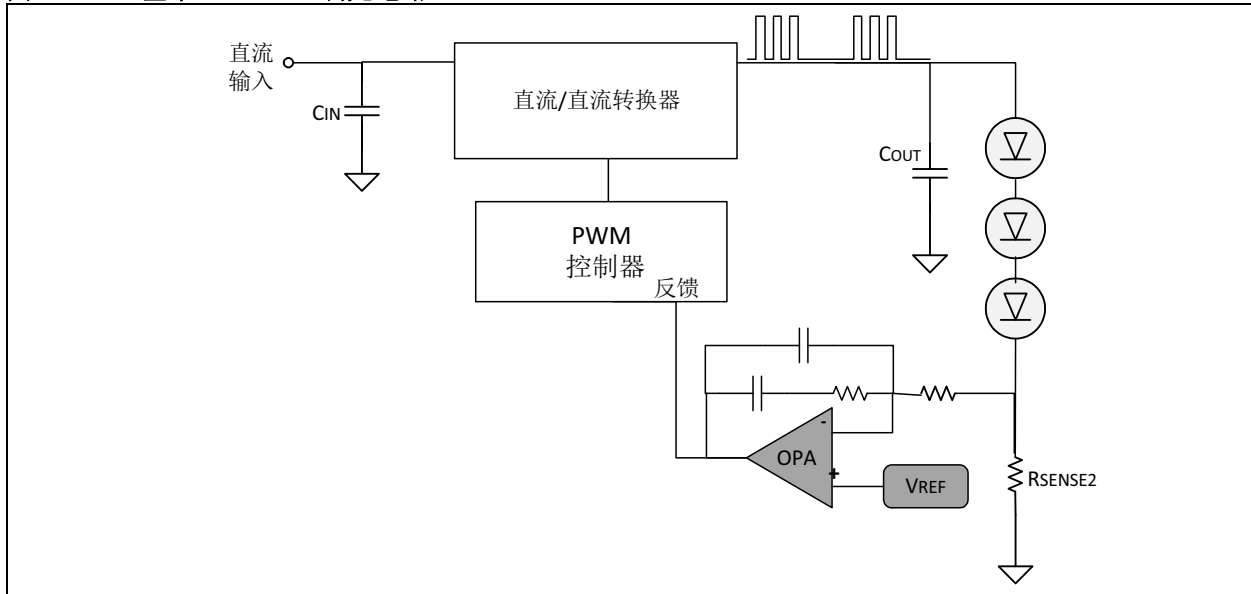 直流
输入
CIN
直流/直流转换器
COUT
PWM
控制器
反馈
-
OPA
+
VREF
RSENSE2